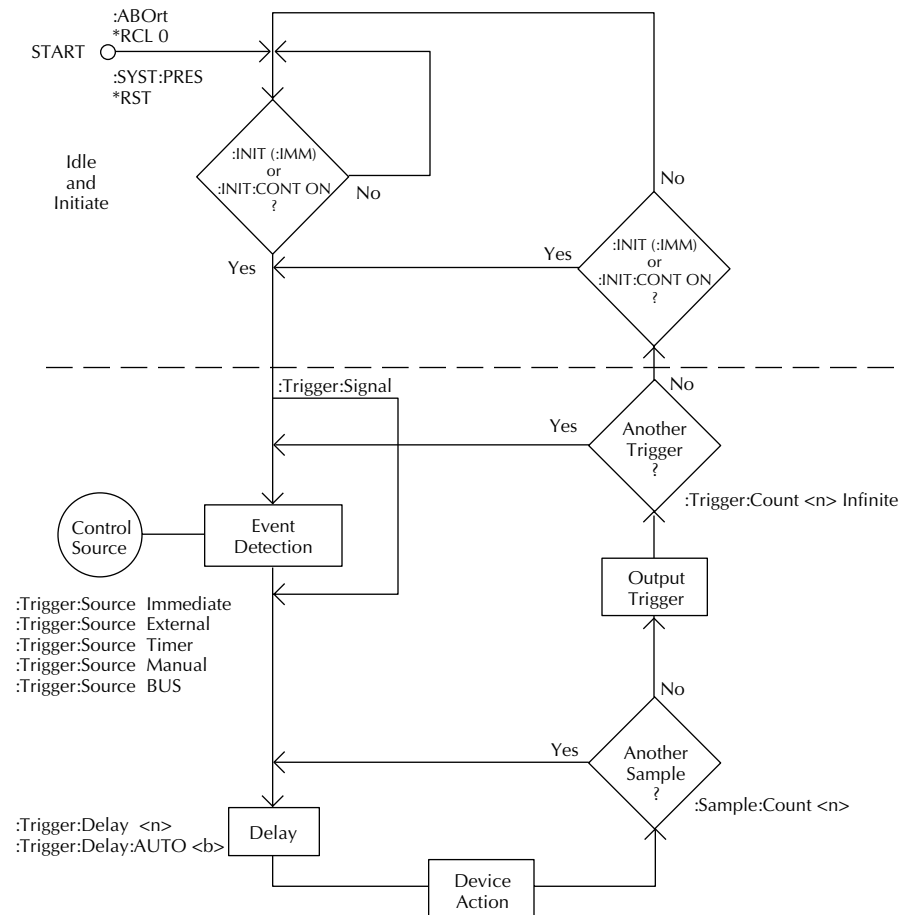 :ABOrt
*RCL 0
START
:SYST:PRES
*RST
Idle
and
Initiate
:INIT (:IMM)
or
:INIT:CONT ON
?
No
Yes
No
:INIT (:IMM)
or
:INIT:CONT ON
?
Yes
:Trigger:Signal
No
Yes
Another
Trigger
?
:Trigger:Count <n> Infinite
Control
Source
Event
Detection
Output
Trigger
:Trigger:Source Immediate
:Trigger:Source External
:Trigger:Source Timer
:Trigger:Source Manual
:Trigger:Source BUS
No
Yes
Another
Sample
?
:Sample:Count <n>
:Trigger:Delay <n>
:Trigger:Delay:AUTO <b>
Delay
Device
Action